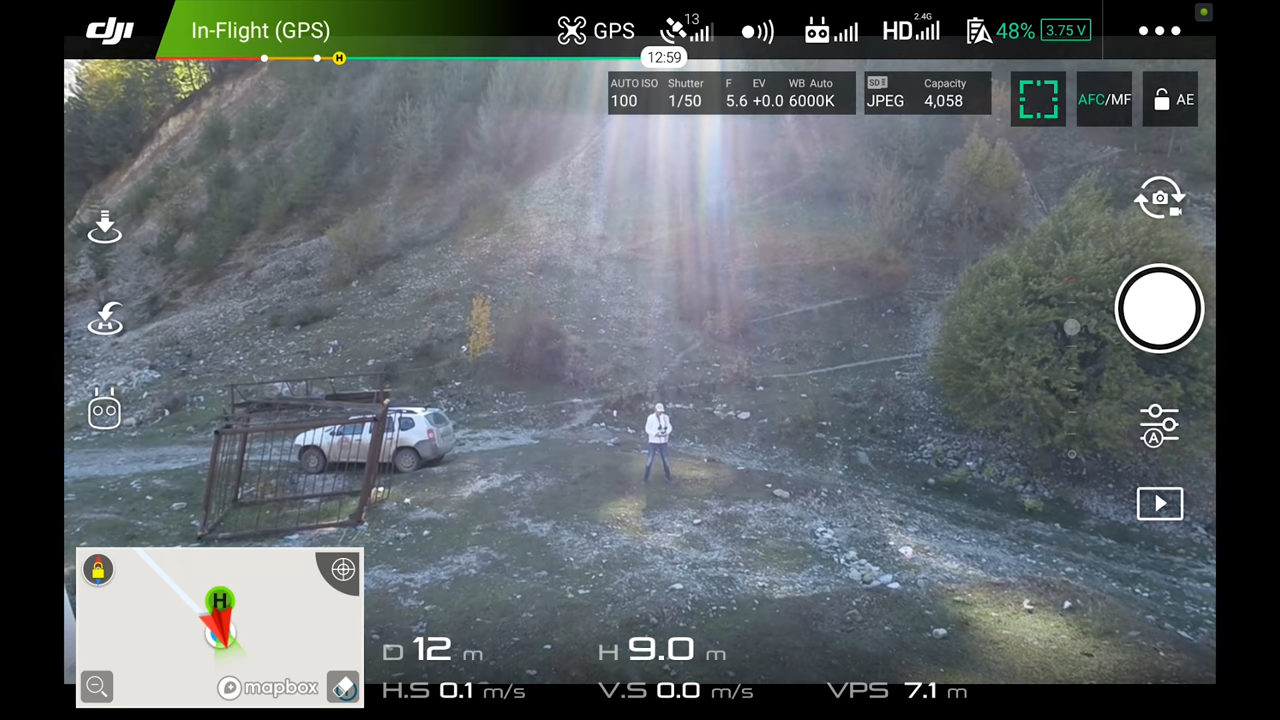 dji In-Flight (GPS) GPS 13 HD 2.4G 48% 3.75 V
H 12:59
AUTO ISO Shutter F EV WB Auto SD Capacity
100 1/50 5.6 +0.0 6000K JPEG 4,058
AFC/MF AE
H
A
H
mapbox
D 12 m H 9.0 m
H.S 0.1 m/s V.S 0.0 m/s VPS 7.1 m